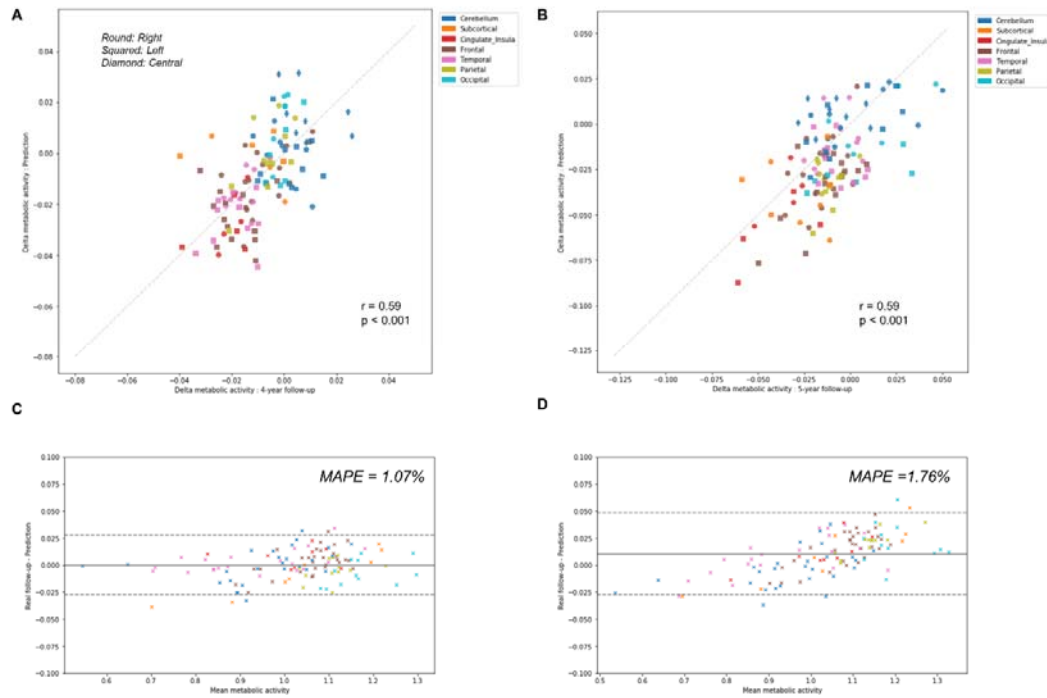 A
Round: Right
Squared: Left
Diamond: Central
Cerebellum
Subcortical
Cingulate_Insula
Frontal
Temporal
Parietal
Occipital
0.04
0.02
0.00
−0.02
−0.04
−0.06
−0.08
Delta metabolic activity : Prediction
r = 0.59
p < 0.001
−0.08
−0.06
−0.04
−0.02
0.00
0.02
0.04
Delta metabolic activity : 4-year follow-up
B
Cerebellum
Subcortical
Cingulate_Insula
Frontal
Temporal
Parietal
Occipital
0.050
0.025
0.000
−0.025
−0.050
−0.075
−0.100
−0.125
Delta metabolic activity : Prediction
r = 0.59
p < 0.001
−0.125
−0.100
−0.075
−0.050
−0.025
0.000
0.025
0.050
Delta metabolic activity : 5-year follow-up
C
MAPE = 1.07%
0.100
0.075
0.050
0.025
0.000
−0.025
−0.050
−0.075
−0.100
Real follow-up - Prediction
0.6
0.7
0.8
0.9
1.0
1.1
1.2
1.3
Mean metabolic activity
D
MAPE =1.76%
0.100
0.075
0.050
0.025
0.000
−0.025
−0.050
−0.075
−0.100
Real follow-up - Prediction
0.5
0.6
0.7
0.8
0.9
1.0
1.1
1.2
1.3
Mean metabolic activity